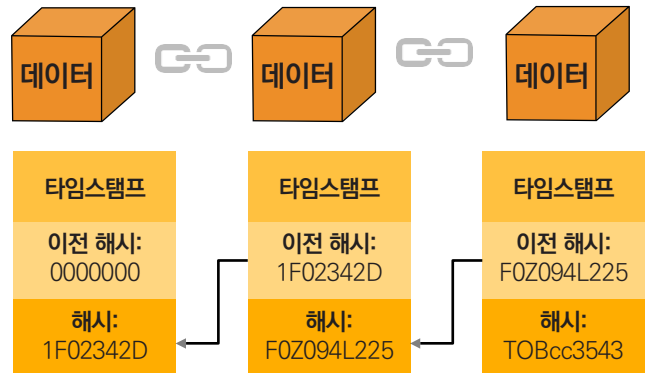 데이터
데이터
데이터
타임스탬프
이전 해시:
0000000
해시:
1F02342D
타임스탬프
이전 해시:
1F02342D
해시:
F0Z094L225
타임스탬프
이전 해시:
F0Z094L225
해시:
TOBcc3543